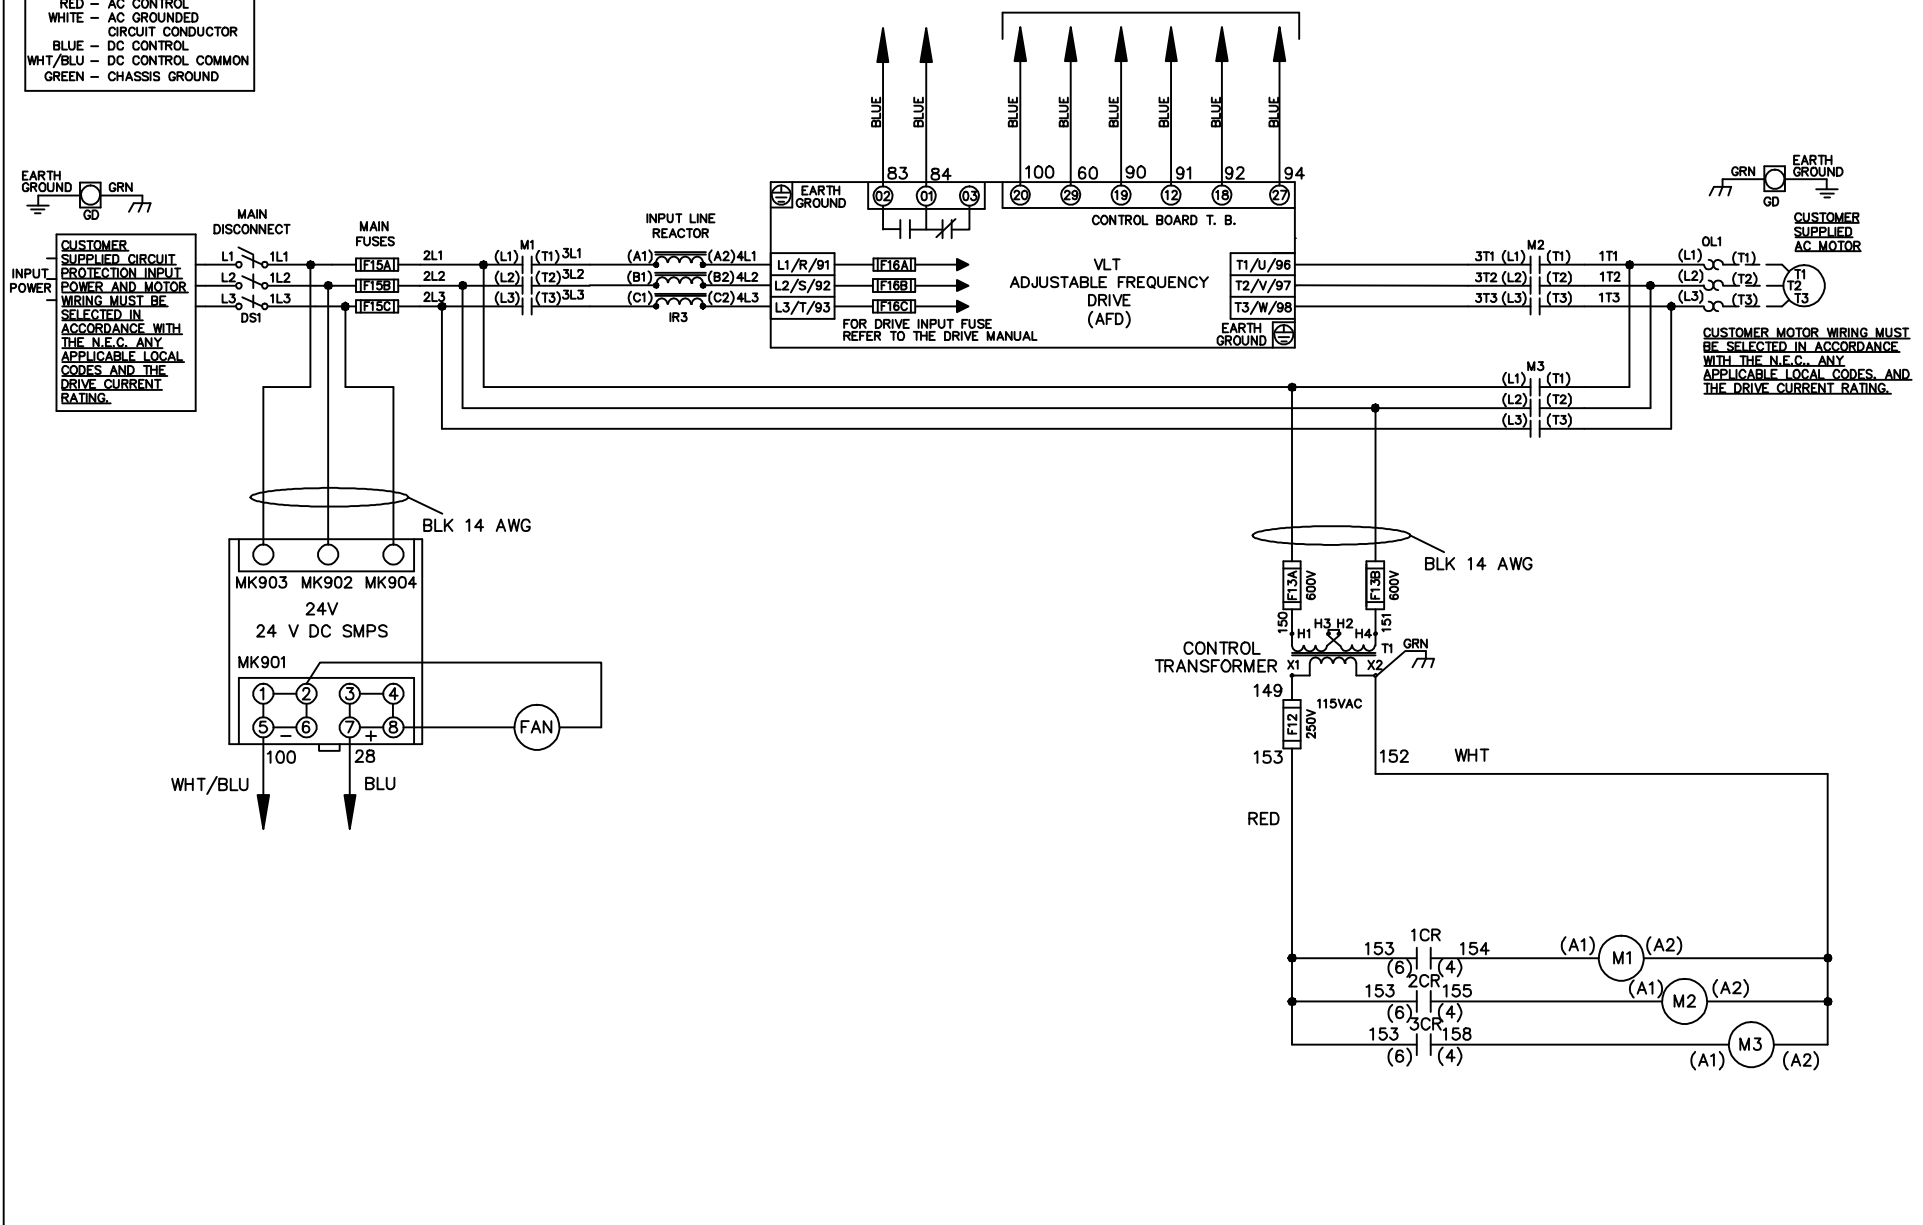 RED – AC CONTROL
WHITE – AC GROUNDED
CIRCUIT CONDUCTOR
BLUE – DC CONTROL
WHT/BLU – DC CONTROL COMMON
GREEN – CHASSIS GROUND
BLUE BLUE BLUE BLUE BLUE BLUE BLUE BLUE
83 84 100 60 90 91 92 94
EARTH
GROUND
02 01 03 20 29 19 12 18 27
CONTROL BOARD T. B.
EARTH
GROUND GRN
GD
MAIN
DISCONNECT
MAIN
FUSES
INPUT LINE
REACTOR
INPUT
POWER
CUSTOMER
SUPPLIED CIRCUIT
PROTECTION INPUT
POWER AND MOTOR
WIRING MUST BE
SELECTED IN
ACCORDANCE WITH
THE N.E.C. ANY
APPLICABLE LOCAL
CODES AND THE
DRIVE CURRENT
RATING.
M1
L1 1L1 F15A 2L1 (L1) (T1) 3L1 (A1) (A2) 4L1 L1/R/91 F16A
L2 1L2 F15B 2L2 (L2) (T2) 3L2 (B1) (B2) 4L2 L2/S/92 F16B
L3 1L3 F15C 2L3 (L3) (T3) 3L3 (C1) (C2) 4L3 L3/T/93 F16C
DS1
IR3
FOR DRIVE INPUT FUSE
REFER TO THE DRIVE MANUAL
VLT
ADJUSTABLE FREQUENCY
DRIVE
(AFD)
EARTH
GROUND
M2
OL1
T1/U/96 3T1 (L1) (T1) 1T1 (L1) (T1) T1
T2/V/97 3T2 (L2) (T2) 1T2 (L2) (T2) T2
T3/W/98 3T3 (L3) (T3) 1T3 (L3) (T3) T3
GRN EARTH
GROUND
GD
CUSTOMER
SUPPLIED
AC MOTOR
CUSTOMER MOTOR WIRING MUST
BE SELECTED IN ACCORDANCE
WITH THE N.E.C., ANY
APPLICABLE LOCAL CODES, AND
THE DRIVE CURRENT RATING.
M3
(L1) (T1)
(L2) (T2)
(L3) (T3)
BLK 14 AWG
MK903 MK902 MK904
24V
24 V DC SMPS
MK901
1 2 3 4
5 – 6 7 + 8
FAN
100 28
WHT/BLU BLU
BLK 14 AWG
F13A 600V F13B 600V
150 151
H1 H3 H2 H4
T1 GRN
CONTROL
TRANSFORMER
X1 X2
149
115VAC
F12 250V
153 152 WHT
RED
1CR
153 154 (A1) M1 (A2)
(6) (4)
2CR
153 155 (A1) M2 (A2)
(6) (4)
3CR
153 158 M3
(6) (4) (A1) (A2)